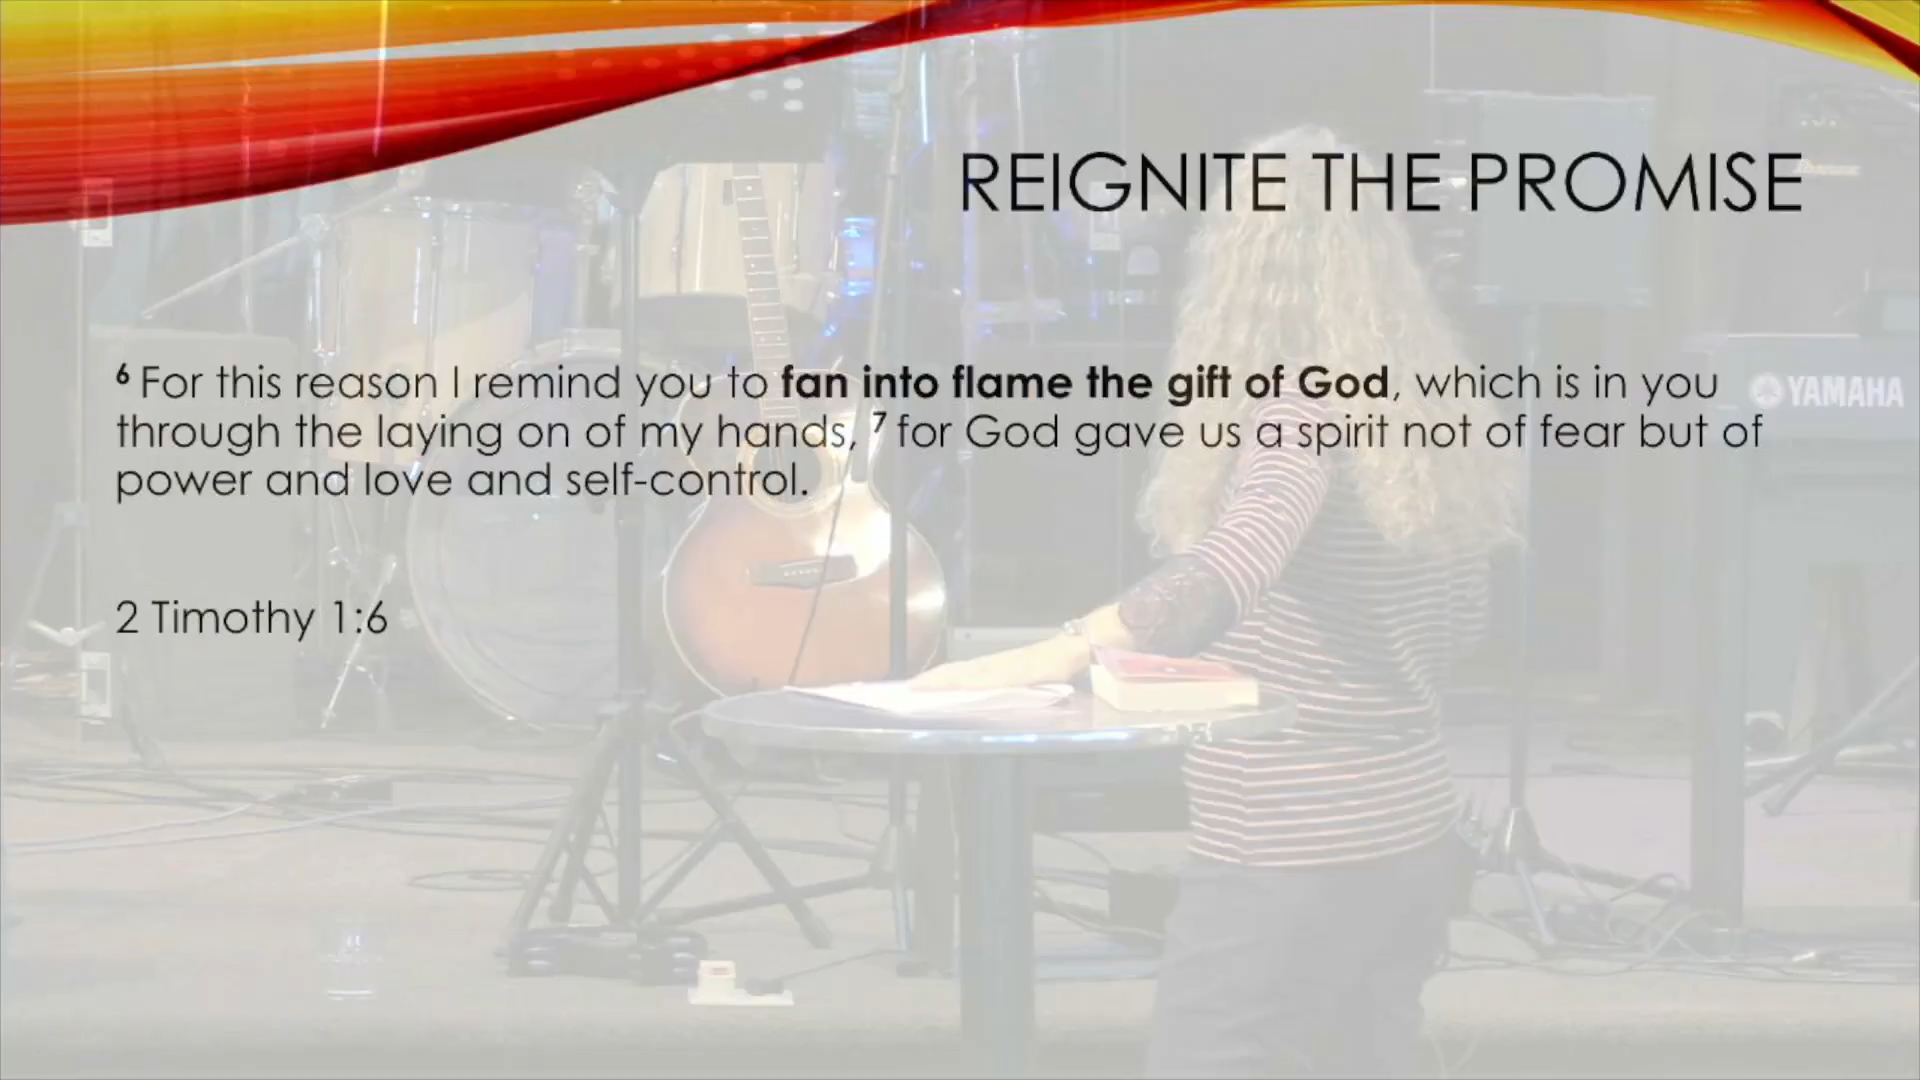 REIGNITE THE PROMISE
⁶ For this reason I remind you to fan into flame the gift of God, which is in you
through the laying on of my hands, ⁷ for God gave us a spirit not of fear but of
power and love and self-control.
2 Timothy 1:6
YAMAHA